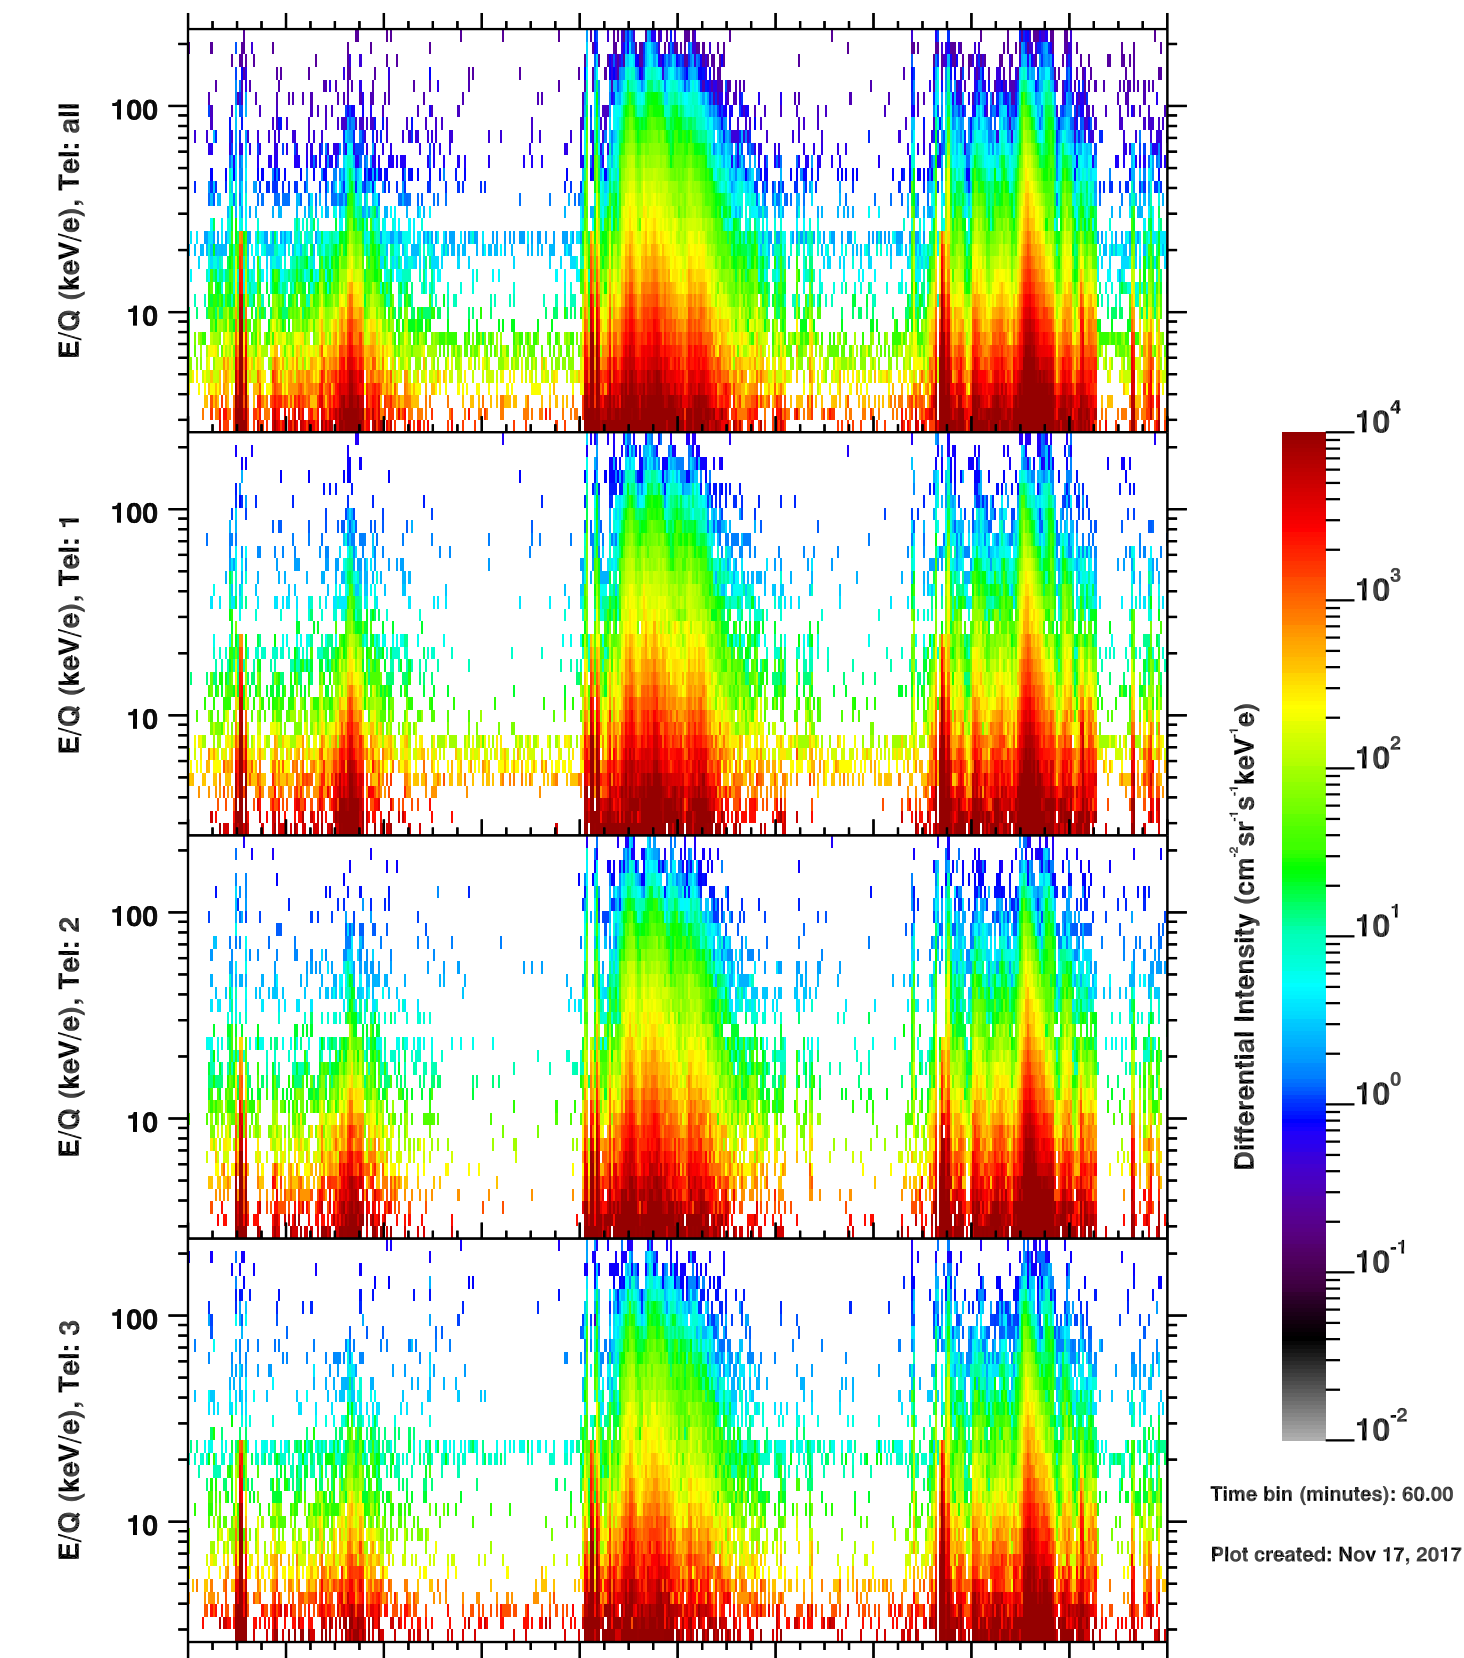 E/Q (keV/e), Tel: all
100
10
E/Q (keV/e), Tel: 1
100
10
E/Q (keV/e), Tel: 2
100
10
E/Q (keV/e), Tel: 3
100
10
Differential Intensity (cm⁻²sr⁻¹s⁻¹keV⁻¹e)
10⁴
10³
10²
10¹
10⁰
10⁻¹
10⁻²
Time bin (minutes): 60.00
Plot created: Nov 17, 2017